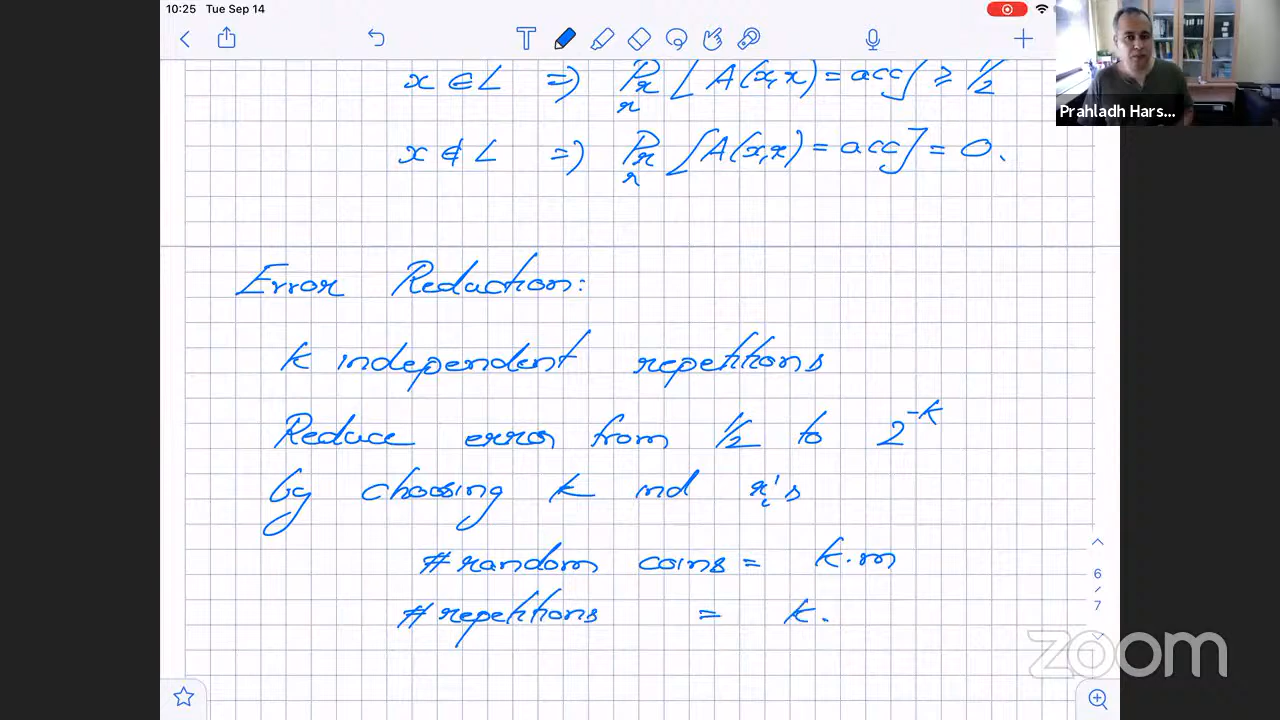 10:25 Tue Sep 14
x ∈ L => Pr_r [A(x,r) = acc] ≥ 1/2
Prahladh Hars...
x ∉ L => Pr_r [A(x,r) = acc] = 0.
Error Reduction:
k independent repetitions
Reduce error from 1/2 to 2^-k
by choosing k ind r_i's
#random coins = k.m
#repetitions = k.
6
/
7
zoom